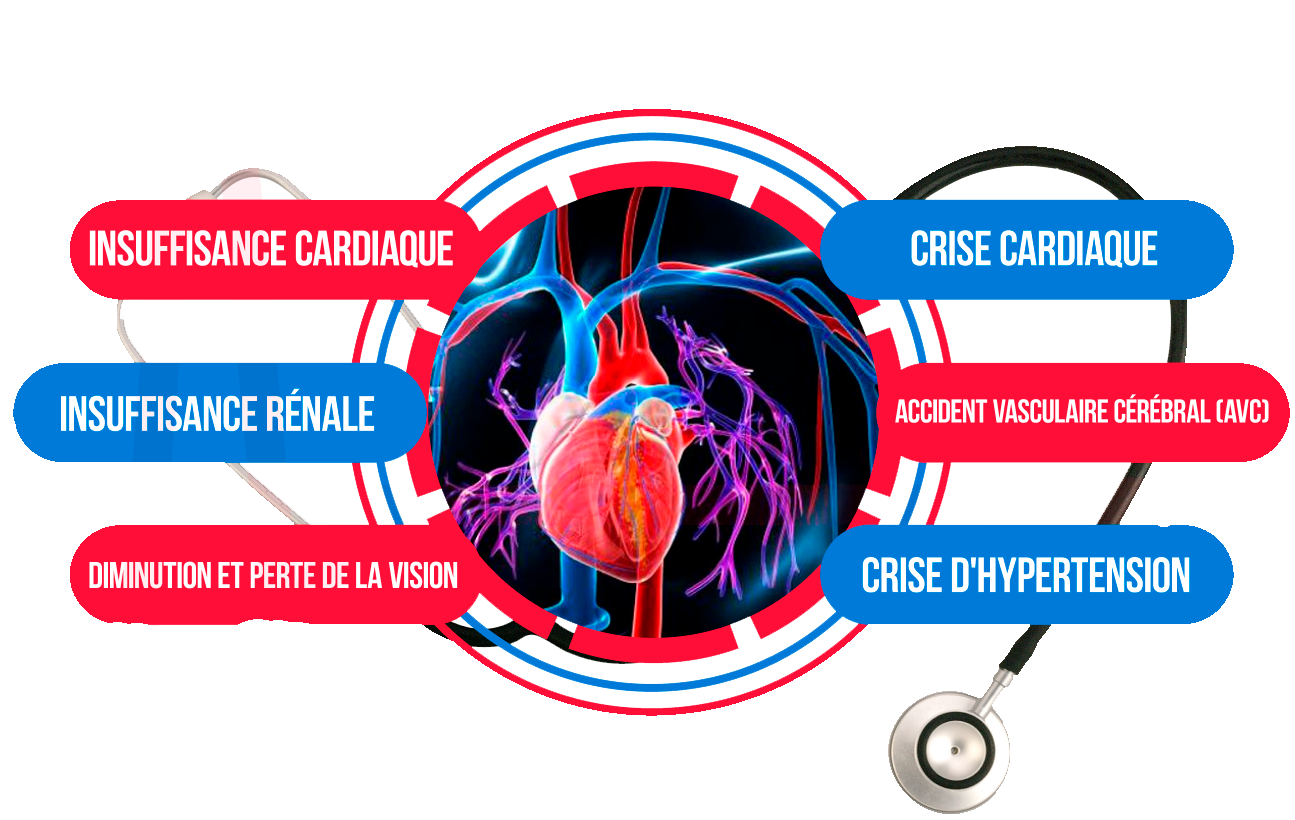 INSUFFISANCE CARDIAQUE
CRISE CARDIAQUE
INSUFFISANCE RÉNALE
ACCIDENT VASCULAIRE CÉRÉBRAL (AVC)
DIMINUTION ET PERTE DE LA VISION
CRISE D'HYPERTENSION